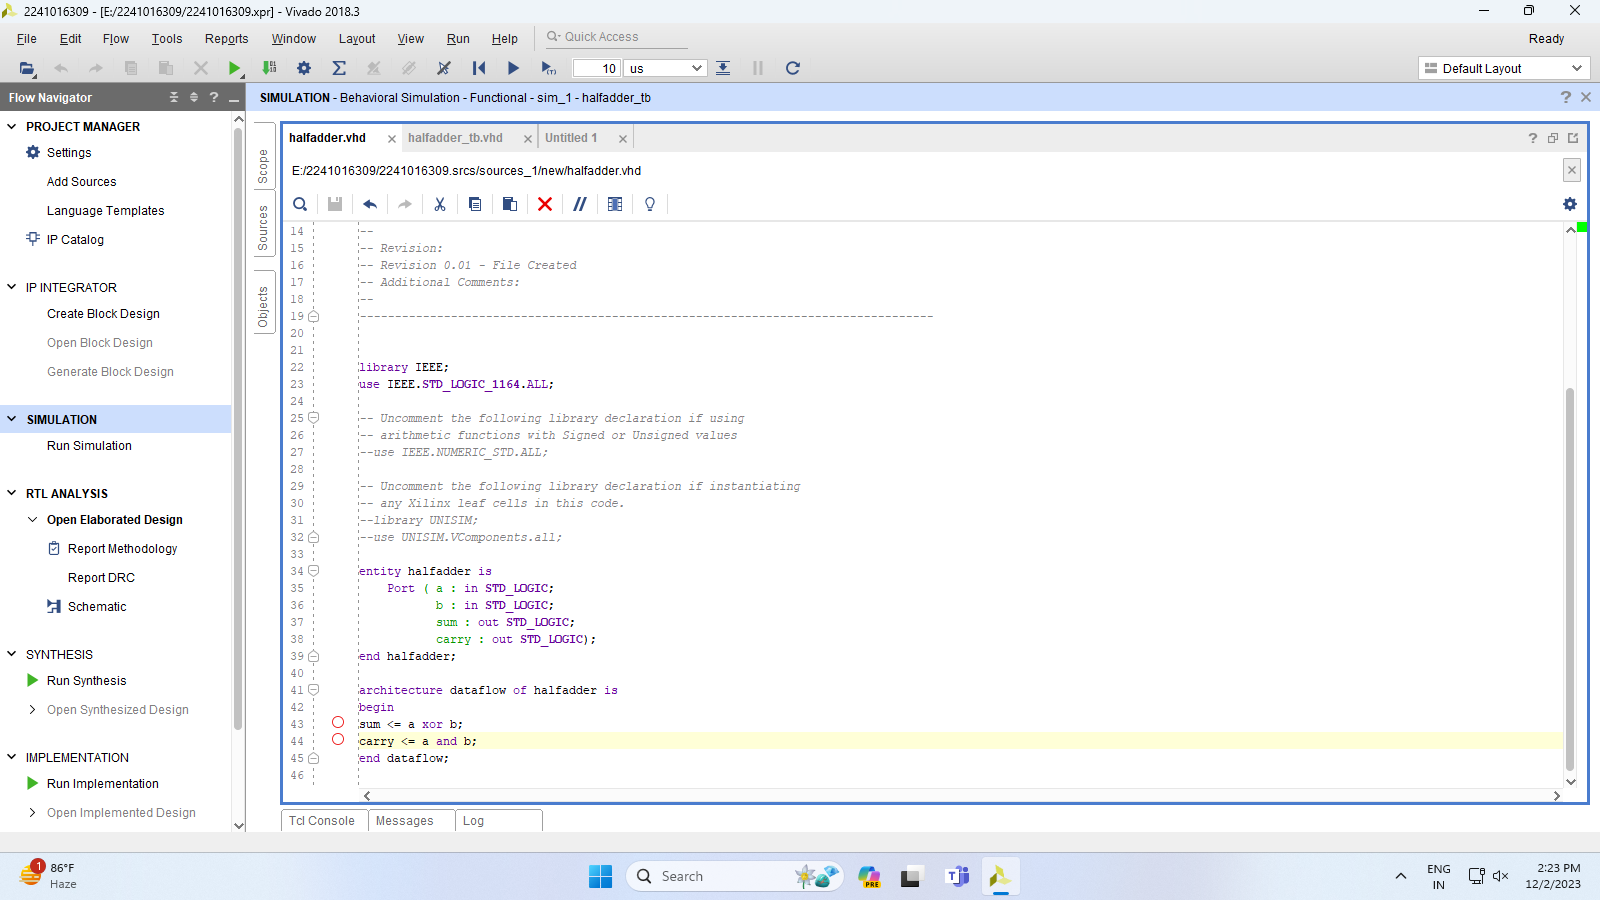 2241016309 - [E:/2241016309/2241016309.xpr] - Vivado 2018.3
File Edit Flow Tools Reports Window Layout View Run Help Quick Access Ready
10 us Default Layout
Flow Navigator ?
SIMULATION - Behavioral Simulation - Functional - sim_1 - halfadder_tb ?
PROJECT MANAGER
Settings
Add Sources
Language Templates
IP Catalog
IP INTEGRATOR
Create Block Design
Open Block Design
Generate Block Design
SIMULATION
Run Simulation
RTL ANALYSIS
Open Elaborated Design
Report Methodology
Report DRC
Schematic
SYNTHESIS
Run Synthesis
Open Synthesized Design
IMPLEMENTATION
Run Implementation
Open Implemented Design
Scope
Sources
Objects
halfadder.vhd halfadder_tb.vhd Untitled 1 ?
E:/2241016309/2241016309.srcs/sources_1/new/halfadder.vhd
14 --
15 -- Revision:
16 -- Revision 0.01 - File Created
17 -- Additional Comments:
18 --
19 ----------------------------------------------------------------------------------
20
21
22 library IEEE;
23 use IEEE.STD_LOGIC_1164.ALL;
24
25 -- Uncomment the following library declaration if using
26 -- arithmetic functions with Signed or Unsigned values
27 --use IEEE.NUMERIC_STD.ALL;
28
29 -- Uncomment the following library declaration if instantiating
30 -- any Xilinx leaf cells in this code.
31 --library UNISIM;
32 --use UNISIM.VComponents.all;
33
34 entity halfadder is
35 Port ( a : in STD_LOGIC;
36 b : in STD_LOGIC;
37 sum : out STD_LOGIC;
38 carry : out STD_LOGIC);
39 end halfadder;
40
41 architecture dataflow of halfadder is
42 begin
43 sum <= a xor b;
44 carry <= a and b;
45 end dataflow;
46
Tcl Console Messages Log
1 86°F
Haze
Search
PRE
ENG
IN
2:23 PM
12/2/2023